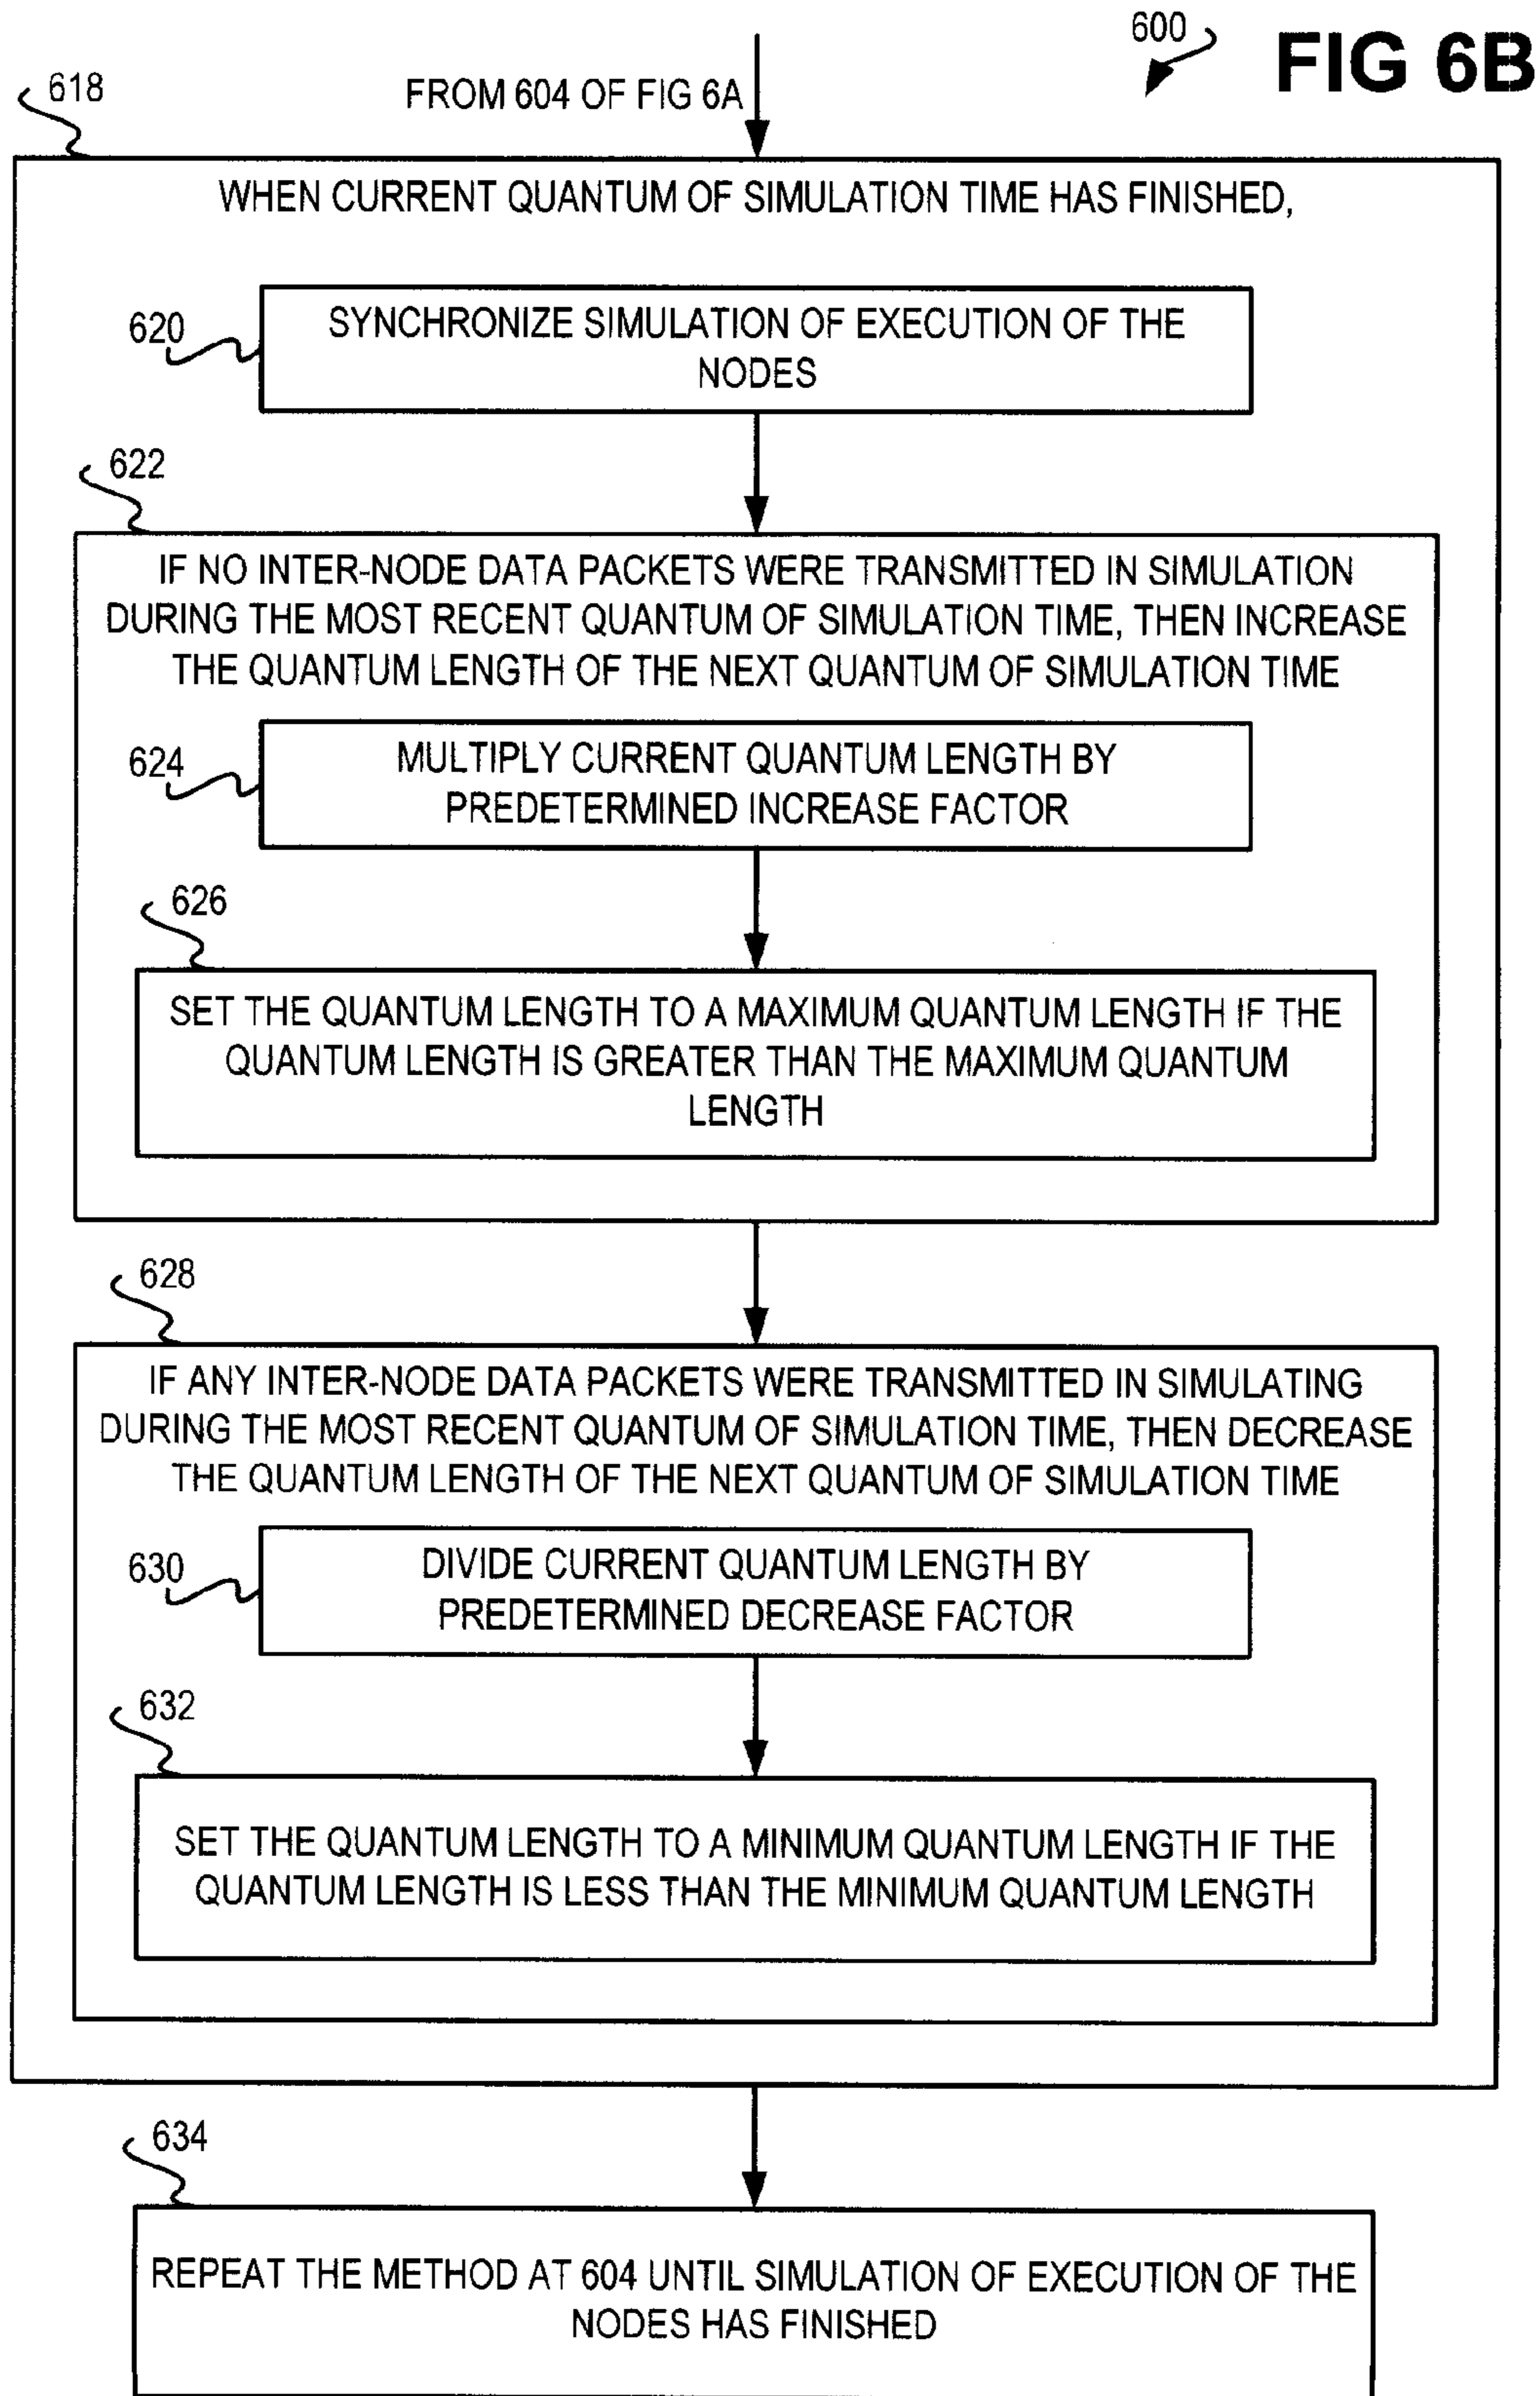 600
FIG 6B
618
FROM 604 OF FIG 6A
WHEN CURRENT QUANTUM OF SIMULATION TIME HAS FINISHED,
620
SYNCHRONIZE SIMULATION OF EXECUTION OF THE
NODES
622
IF NO INTER-NODE DATA PACKETS WERE TRANSMITTED IN SIMULATION
DURING THE MOST RECENT QUANTUM OF SIMULATION TIME, THEN INCREASE
THE QUANTUM LENGTH OF THE NEXT QUANTUM OF SIMULATION TIME
624
MULTIPLY CURRENT QUANTUM LENGTH BY
PREDETERMINED INCREASE FACTOR
626
SET THE QUANTUM LENGTH TO A MAXIMUM QUANTUM LENGTH IF THE
QUANTUM LENGTH IS GREATER THAN THE MAXIMUM QUANTUM
LENGTH
628
IF ANY INTER-NODE DATA PACKETS WERE TRANSMITTED IN SIMULATING
DURING THE MOST RECENT QUANTUM OF SIMULATION TIME, THEN DECREASE
THE QUANTUM LENGTH OF THE NEXT QUANTUM OF SIMULATION TIME
630
DIVIDE CURRENT QUANTUM LENGTH BY
PREDETERMINED DECREASE FACTOR
632
SET THE QUANTUM LENGTH TO A MINIMUM QUANTUM LENGTH IF THE
QUANTUM LENGTH IS LESS THAN THE MINIMUM QUANTUM LENGTH
634
REPEAT THE METHOD AT 604 UNTIL SIMULATION OF EXECUTION OF THE
NODES HAS FINISHED